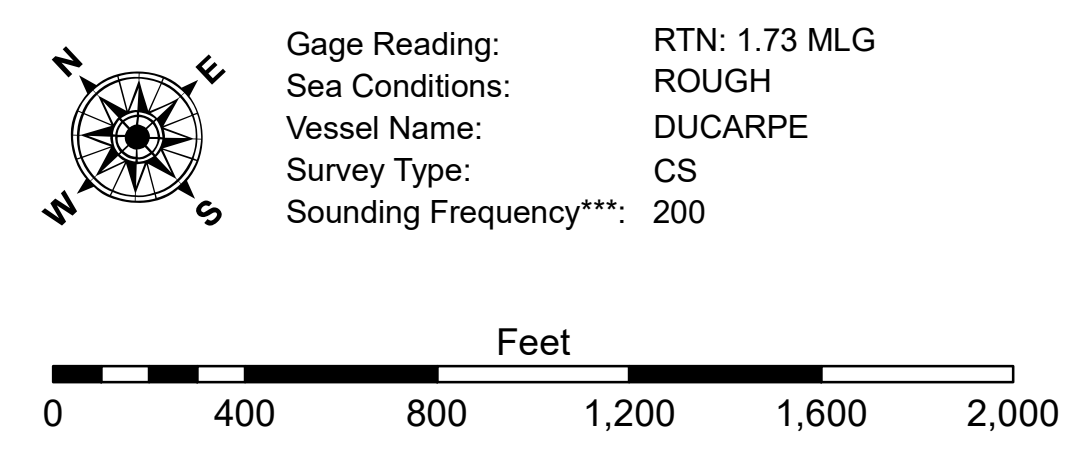 N
E
W
S
Gage Reading: RTN: 1.73 MLG
Sea Conditions: ROUGH
Vessel Name: DUCARPE
Survey Type: CS
Sounding Frequency***: 200
Feet
0 400 800 1,200 1,600 2,000